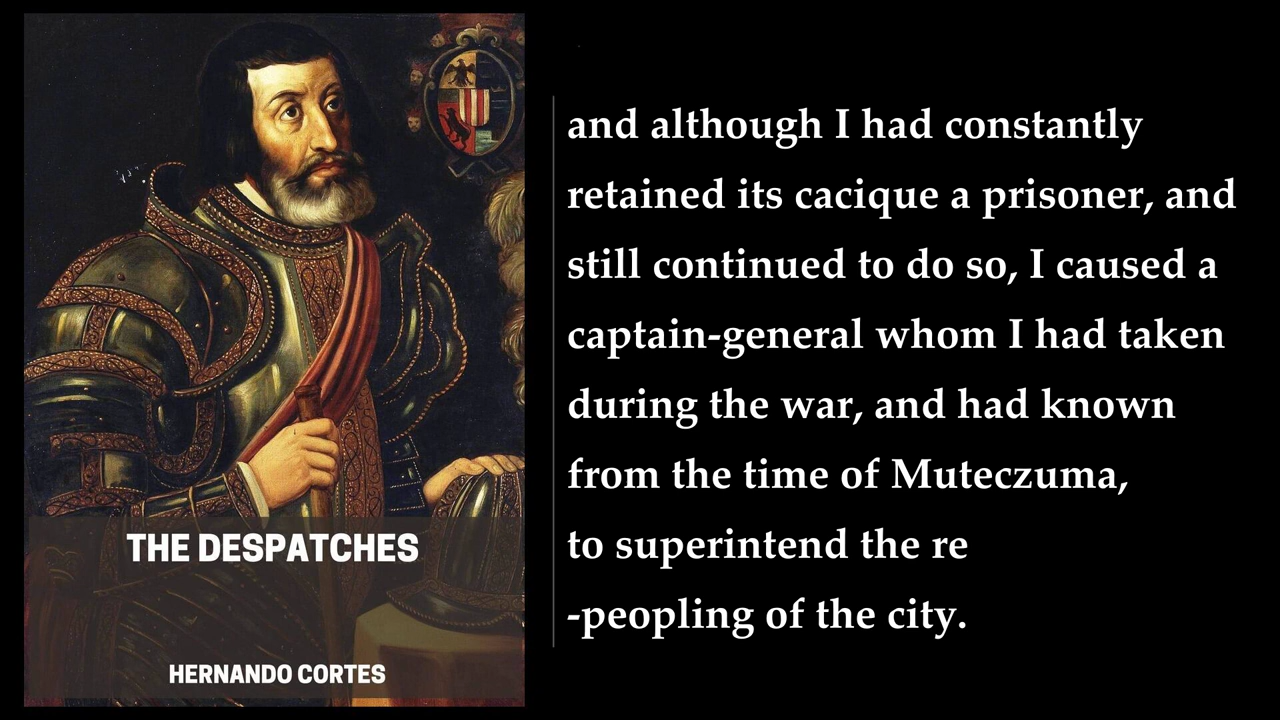 THE DESPATCHES
HERNANDO CORTES
and although I had constantly
retained its cacique a prisoner, and
still continued to do so, I caused a
captain-general whom I had taken
during the war, and had known
from the time of Muteczuma,
to superintend the re
-peopling of the city.